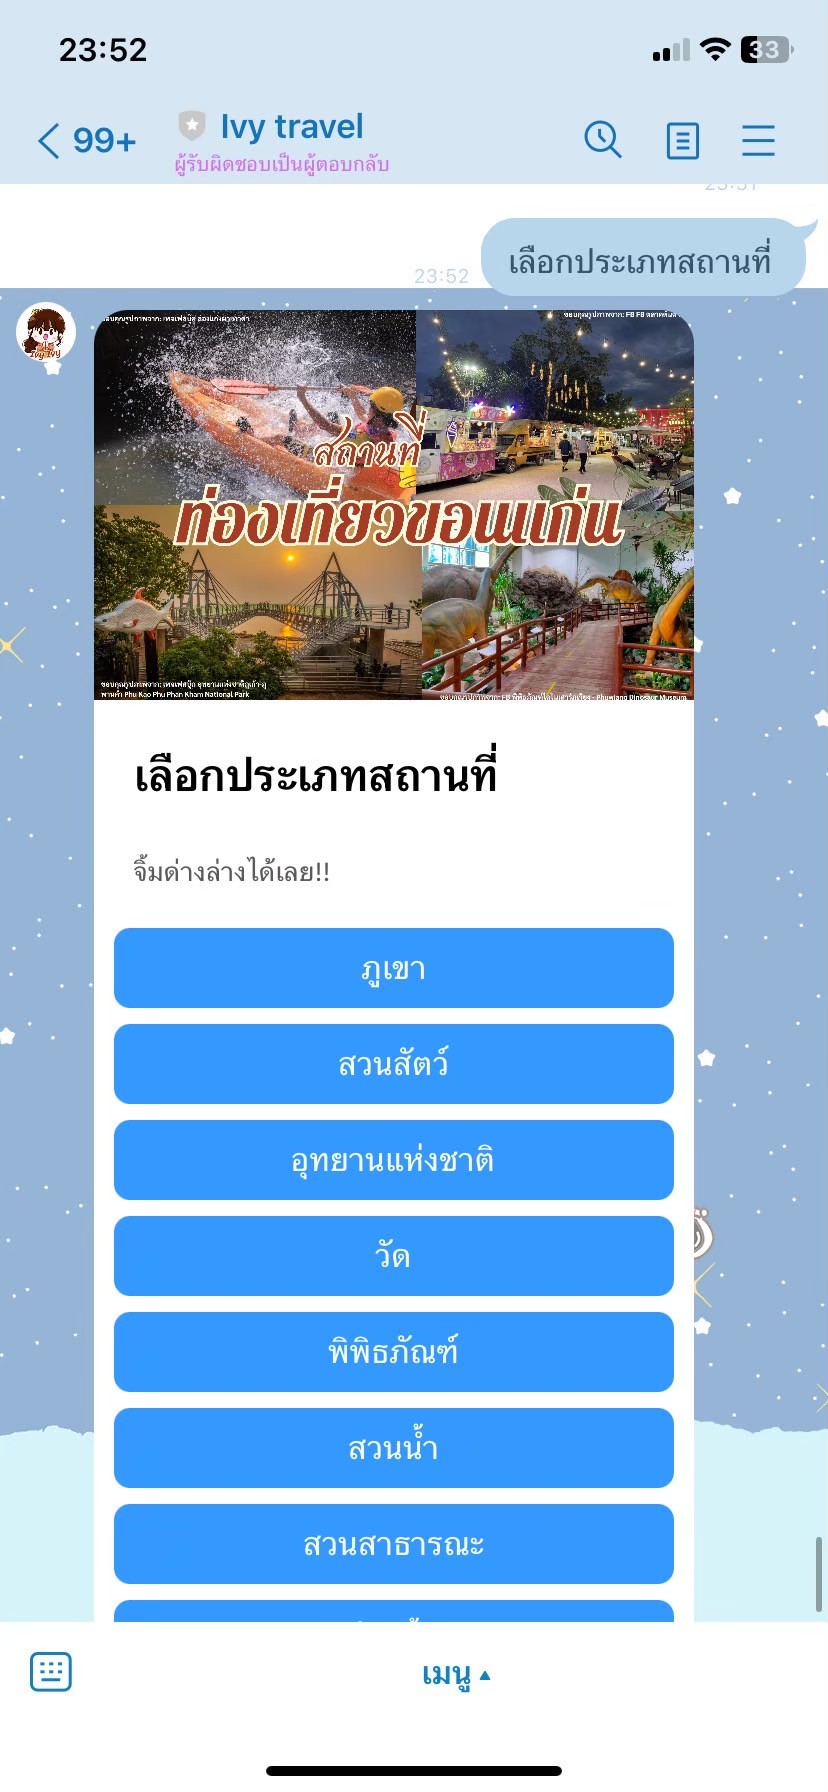 23:52
33
99+
Ivy travel
ผู้รับผิดชอบเป็นผู้ตอบกลับ
เลือกประเภทสถานที่
23:52
Ivy Ivy
สถานที่
ท่องเที่ยวขอนแก่น
ขอบคุณรูปภาพจาก: เพจเฟสบุ๊ค อุทยานแห่งชาติภูเก้า-ภู
พานคำ Phu Kao Phu Phan Kham National Park
เลือกประเภทสถานที่
จิ้มด่างล่างได้เลย!!
ภูเขา
สวนสัตว์
อุทยานแห่งชาติ
วัด
พิพิธภัณฑ์
สวนน้ำ
สวนสาธารณะ
เมนู